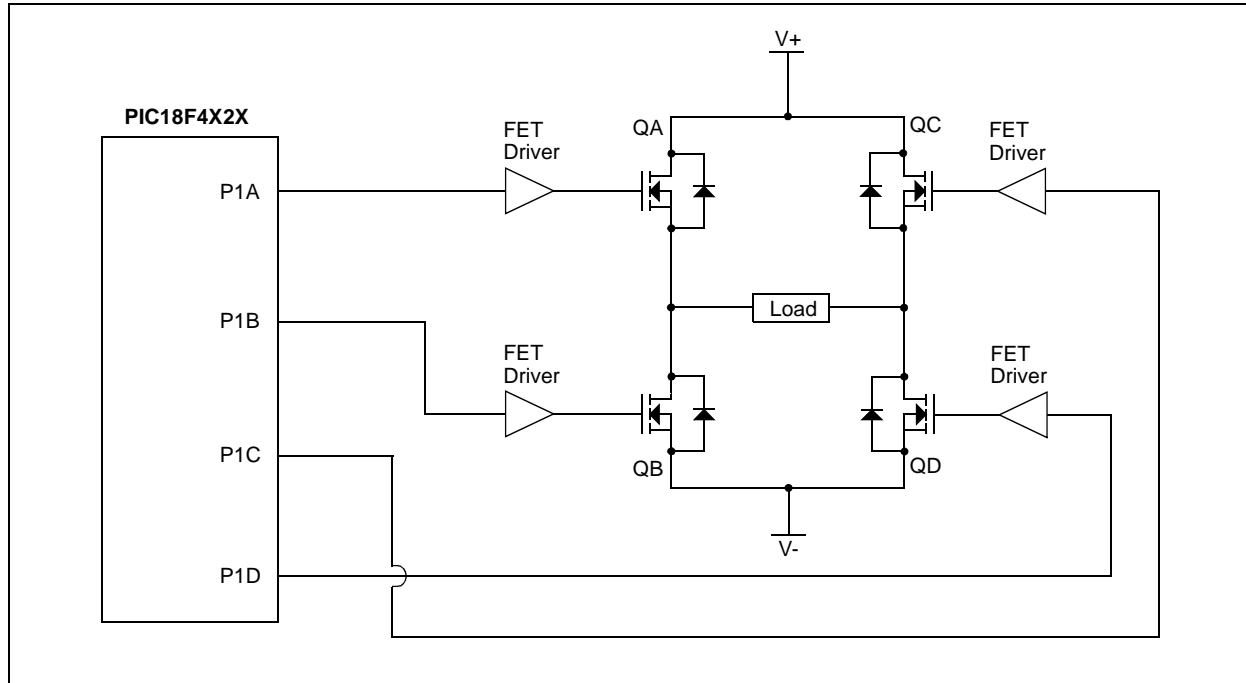 V+
PIC18F4X2X
FET
Driver
QA
QC
FET
Driver
P1A
Load
P1B
FET
Driver
FET
Driver
P1C
QB
QD
V-
P1D